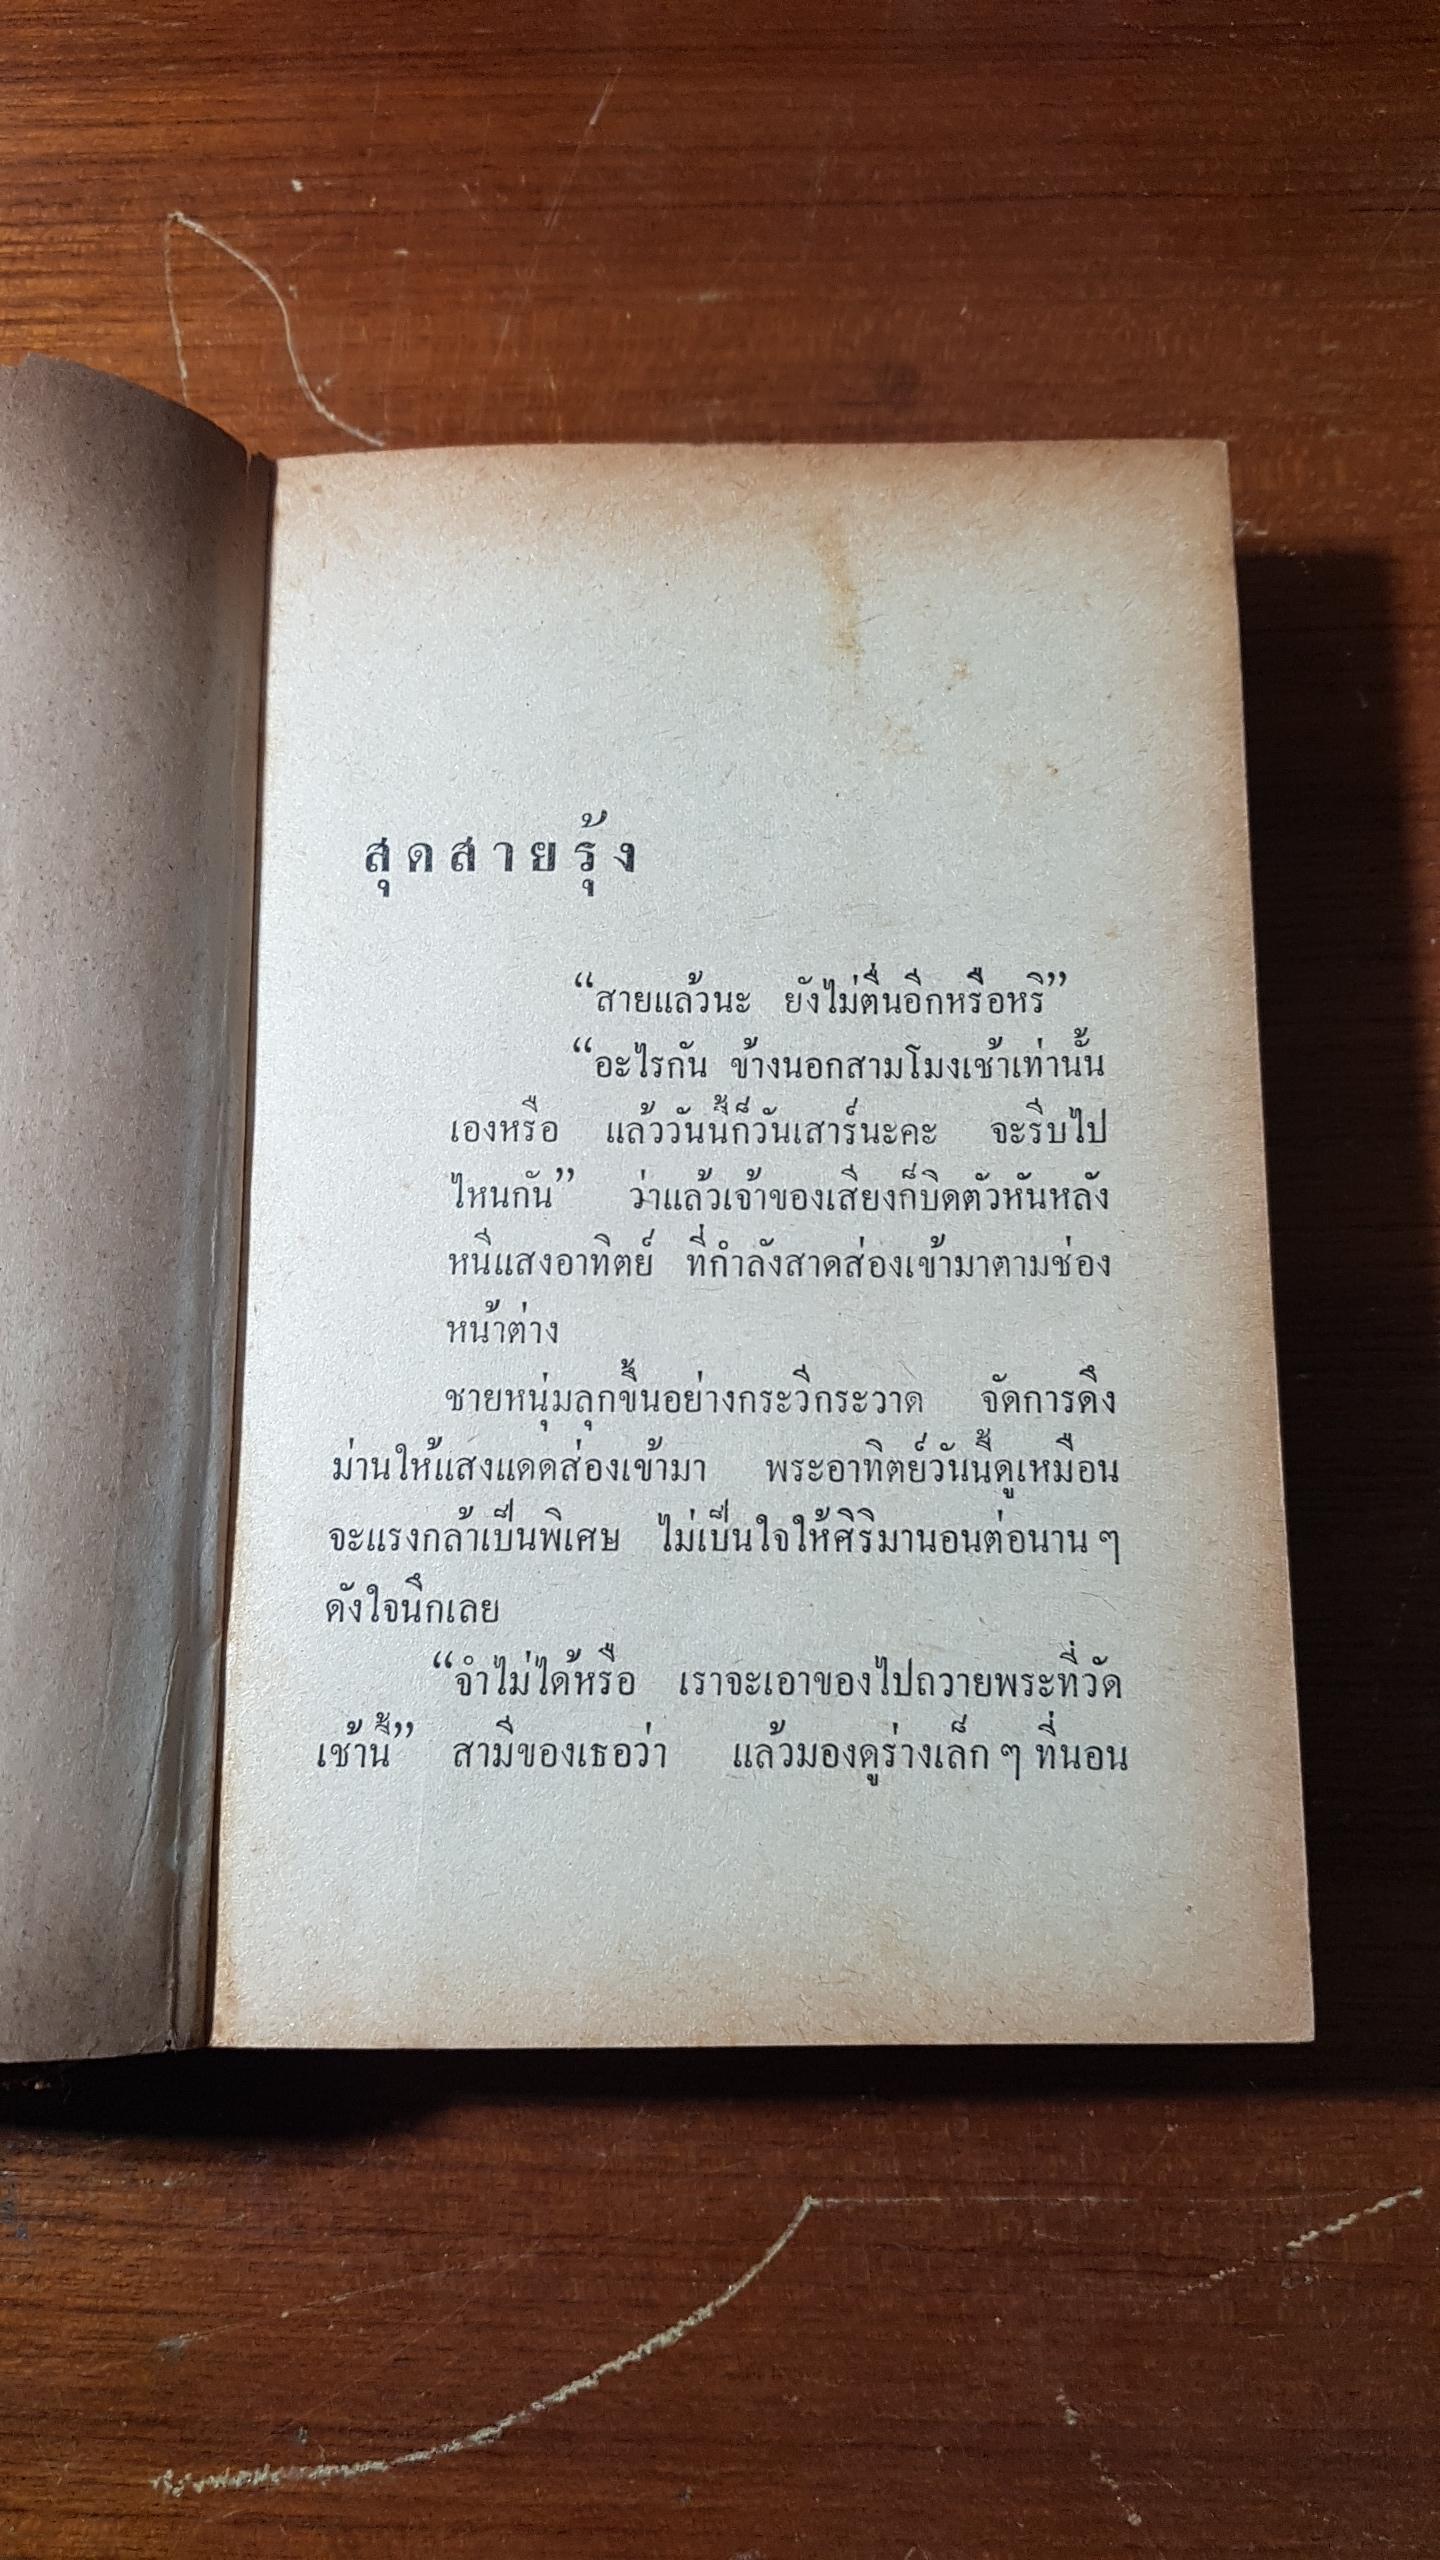 สุดสายรุ้ง
“สายแล้วนะ ยังไม่ตื่นอีกหรือหรี”
“อะไรกัน ข้างนอกสามโมงเช้าเท่านั้น
เองหรือ แล้ววันนี้ก็วันเสาร์นะคะ จะรีบไป
ไหนกัน” ว่าแล้วเจ้าของเสียงก็บิดตัวหันหลัง
หนีแสงอาทิตย์ ที่กำลังสาดส่องเข้ามาตามช่อง
หน้าต่าง
ชายหนุ่มลุกขึ้นอย่างกระวีกระวาด จัดการดึง
ม่านให้แสงแดดส่องเข้ามา พระอาทิตย์วันนี้ดูเหมือน
จะแรงกล้าเป็นพิเศษ ไม่เป็นใจให้ศิริมานอนต่อนาน ๆ
ดังใจนึกเลย
“จำไม่ได้หรือ เราจะเอาของไปถวายพระที่วัด
เช้านี้” สามีของเธอว่า แล้วมองดูร่างเล็ก ๆ ที่นอน